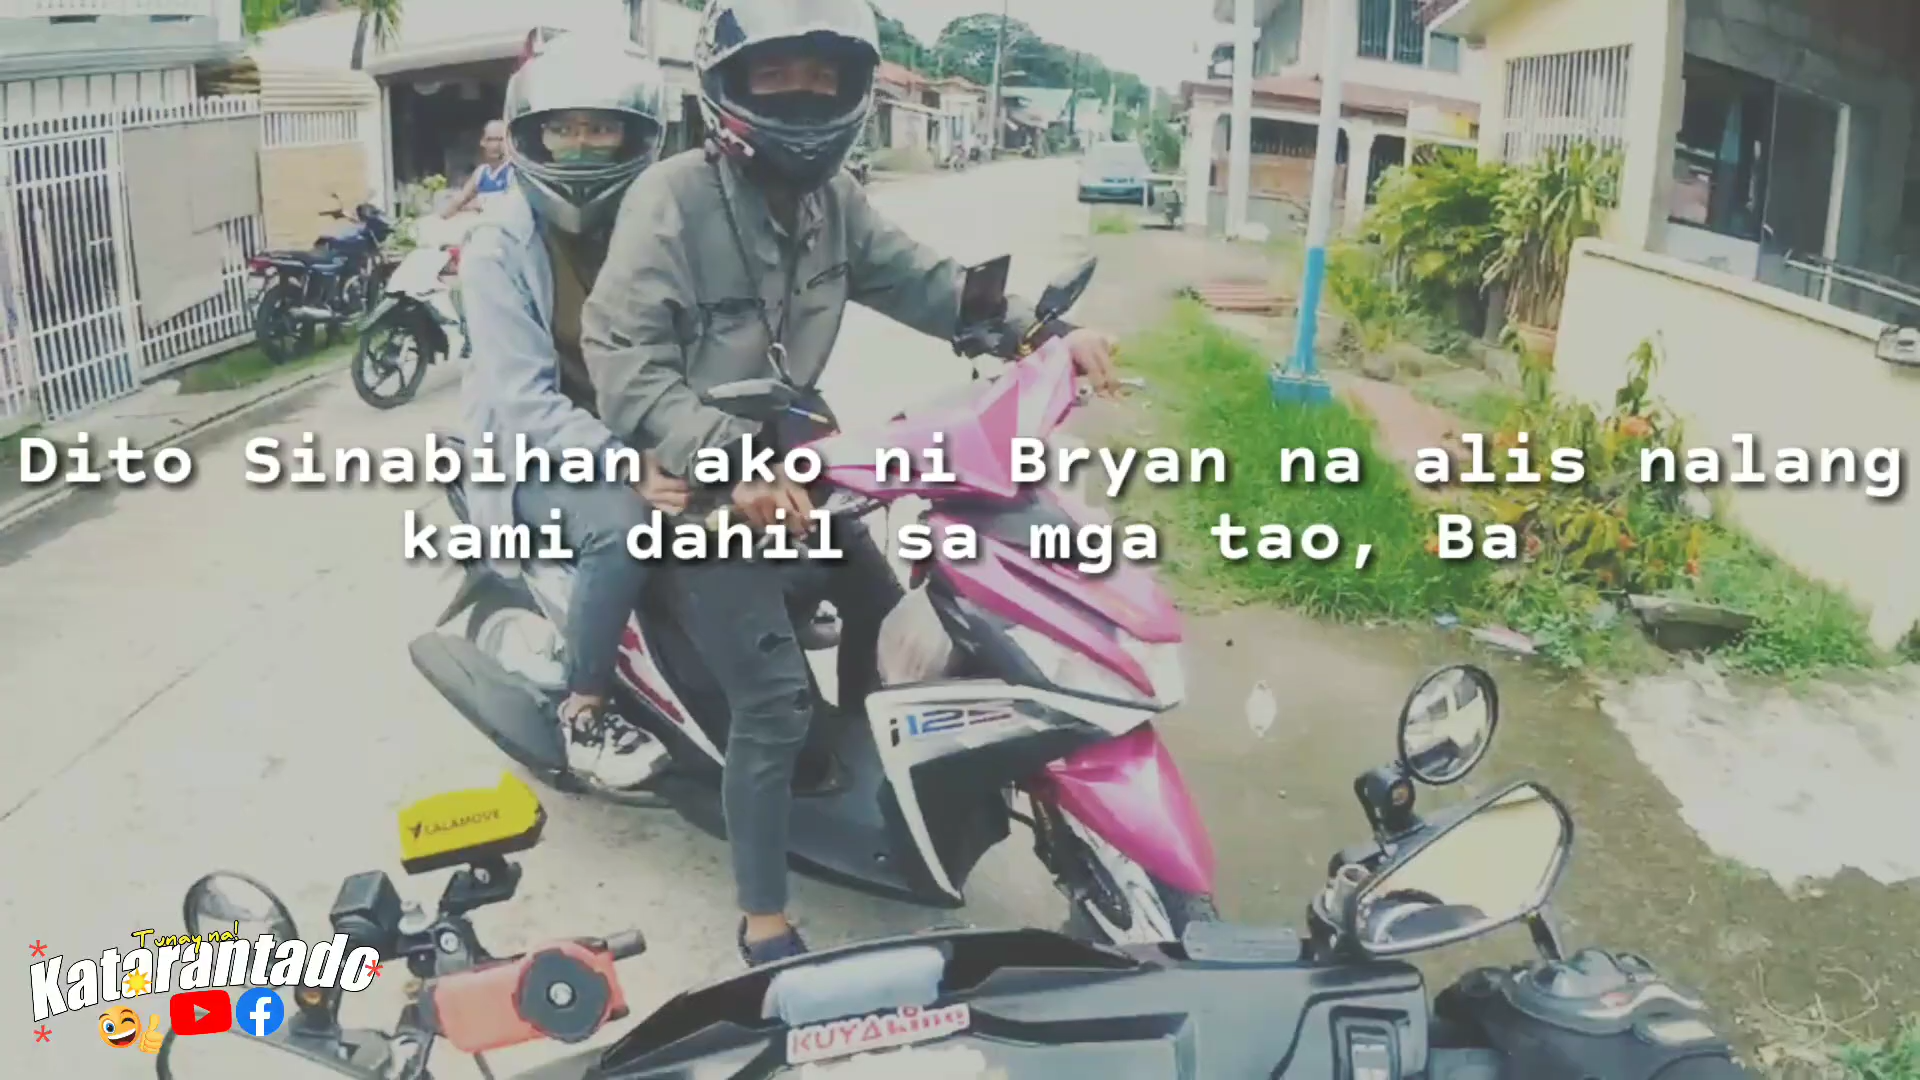 Dito Sinabihan ako ni Bryan na alis nalang
kami dahil sa mga tao, Ba
i125
LALAMOVE
Tunay na!
Katarantado
KUYAKING